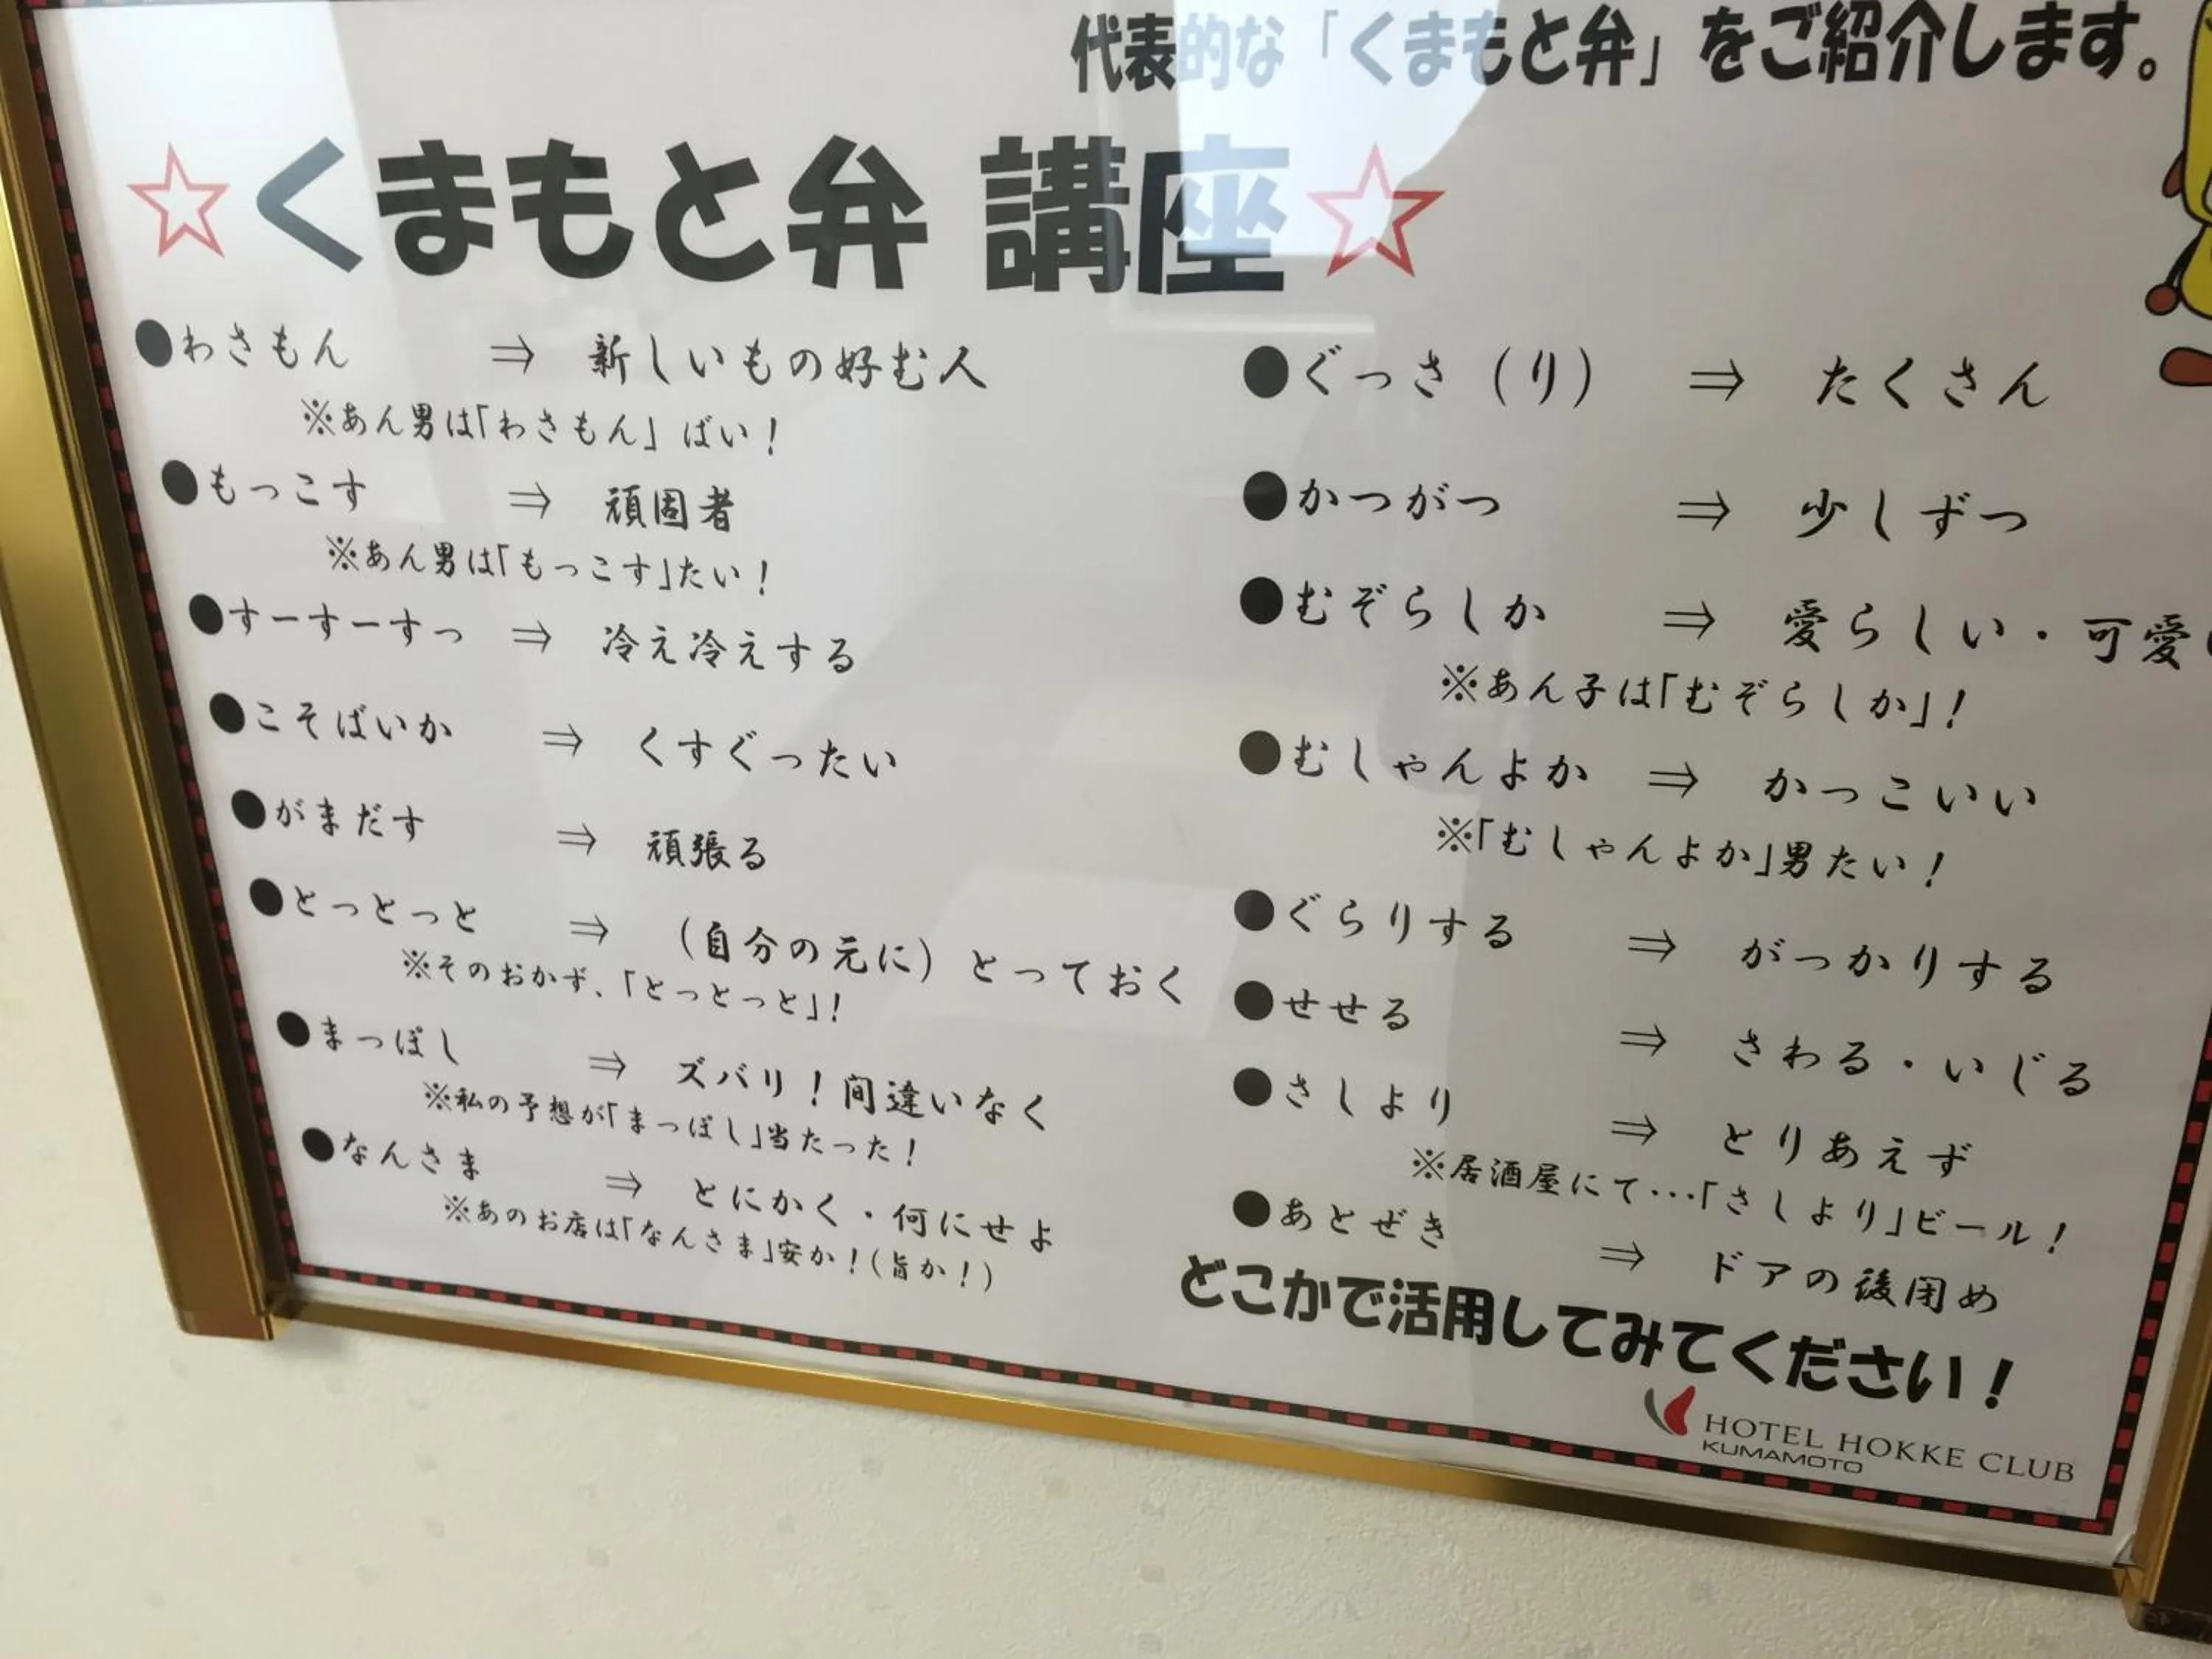 代表的な「くまもと弁」をご紹介します。
☆くまもと弁 講座☆
●わさもん ⇒ 新しいもの好む人
※あん男は「わさもん」ばい！
●もっこす ⇒ 頑固者
※あん男は「もっこす」たい！
●すーすーすっ ⇒ 冷え冷えする
●こそばいか ⇒ くすぐったい
●がまだす ⇒ 頑張る
●とっとっと ⇒ （自分の元に）とっておく
※そのおかず、「とっとっと」！
●まっぽし ⇒ ズバリ！間違いなく
※私の予想が「まっぽし」当たった！
●なんさま ⇒ とにかく・何にせよ
※あのお店は「なんさま」安か！（旨か！）
●ぐっさ（り） ⇒ たくさん
●かつがつ ⇒ 少しずつ
●むぞらしか ⇒ 愛らしい・可愛
※あん子は「むぞらしか」！
●むしゃんよか ⇒ かっこいい
※「むしゃんよか」男たい！
●ぐらりする ⇒ がっかりする
●せせる ⇒ さわる・いじる
●さしより ⇒ とりあえず
※居酒屋にて…「さしより」ビール！
●あとぜき ⇒ ドアの後閉め
どこかで活用してみてください！
HOTEL HOKKE CLUB
KUMAMOTO